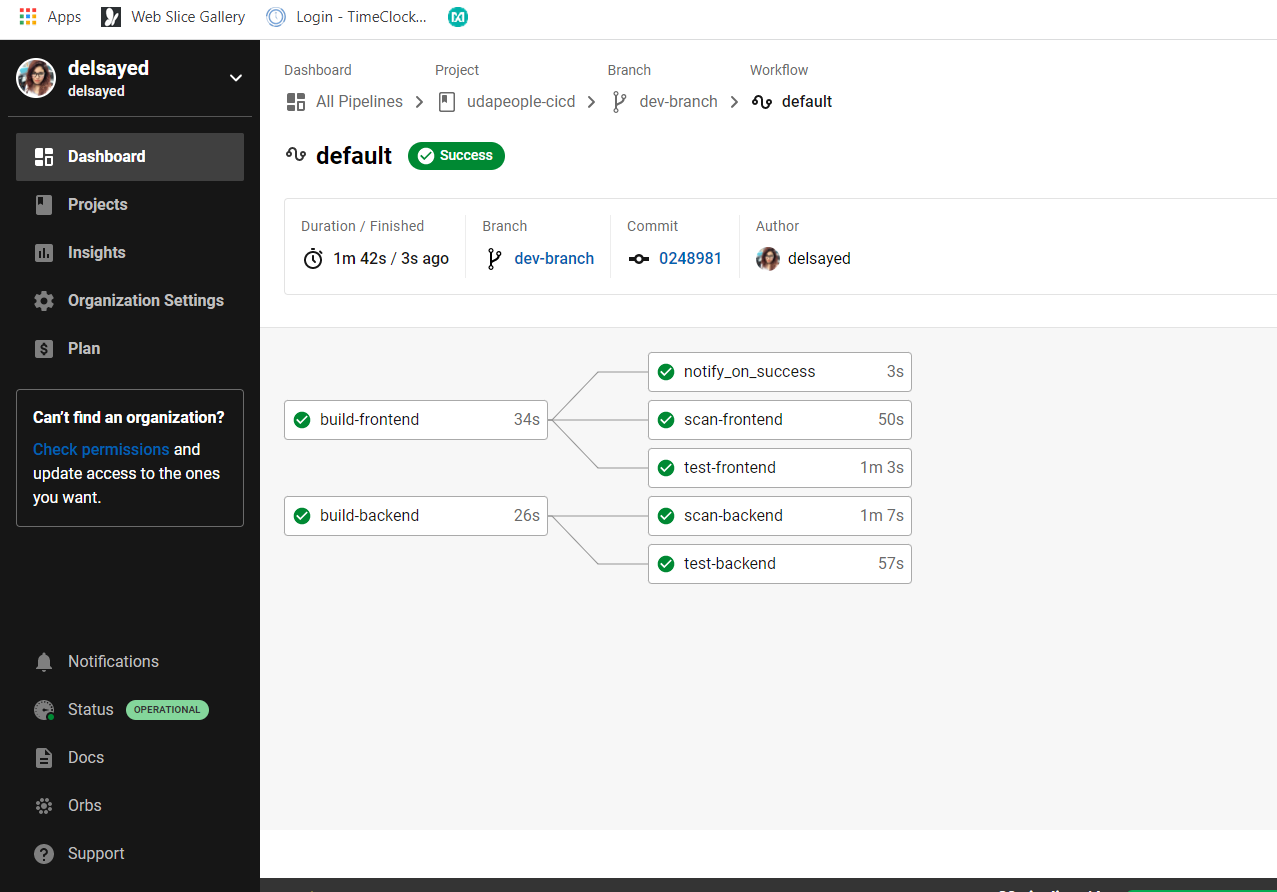 Apps
Web Slice Gallery
Login - TimeClock...
delsayed
delsayed
Dashboard
Projects
Insights
Organization Settings
Plan
Can't find an organization?
Check permissions and
update access to the ones
you want.
Notifications
Status OPERATIONAL
Docs
Orbs
Support
Dashboard Project Branch Workflow
All Pipelines udapeople-cicd dev-branch default
default Success
Duration / Finished Branch Commit Author
1m 42s / 3s ago dev-branch 0248981 delsayed
build-frontend 34s
build-backend 26s
notify_on_success 3s
scan-frontend 50s
test-frontend 1m 3s
scan-backend 1m 7s
test-backend 57s